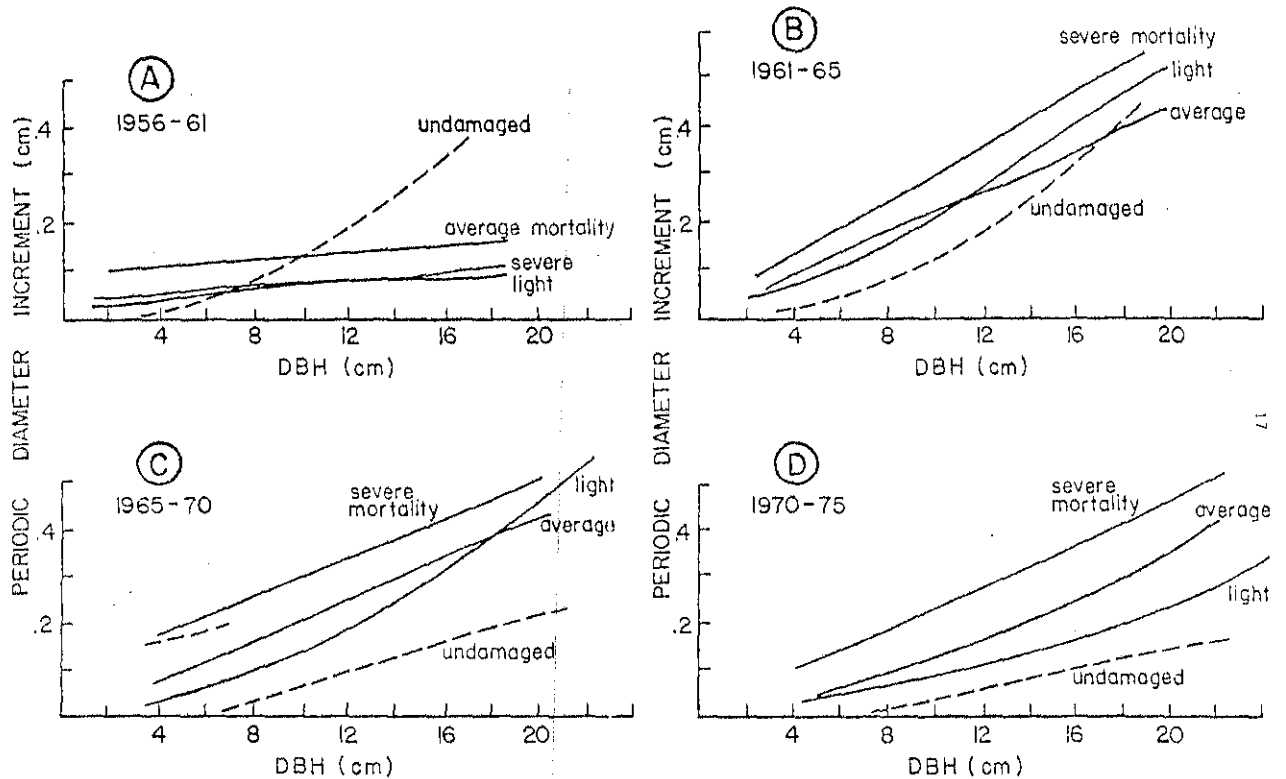 A
1956-61
undamaged
average mortality
severe
light
.4
.2
4 8 12 16 20
DBH (cm)
B
1961-65
severe mortality
light
average
undamaged
.4
.2
4 8 12 16 20
DBH (cm)
C
1965-70
severe
mortality
light
average
undamaged
.4
.2
4 8 12 16 20
DBH (cm)
D
1970-75
severe
mortality
average
light
undamaged
.4
.2
4 8 12 16 20
DBH (cm)
PERIODIC DIAMETER INCREMENT (cm)
PERIODIC DIAMETER INCREMENT (cm)
17